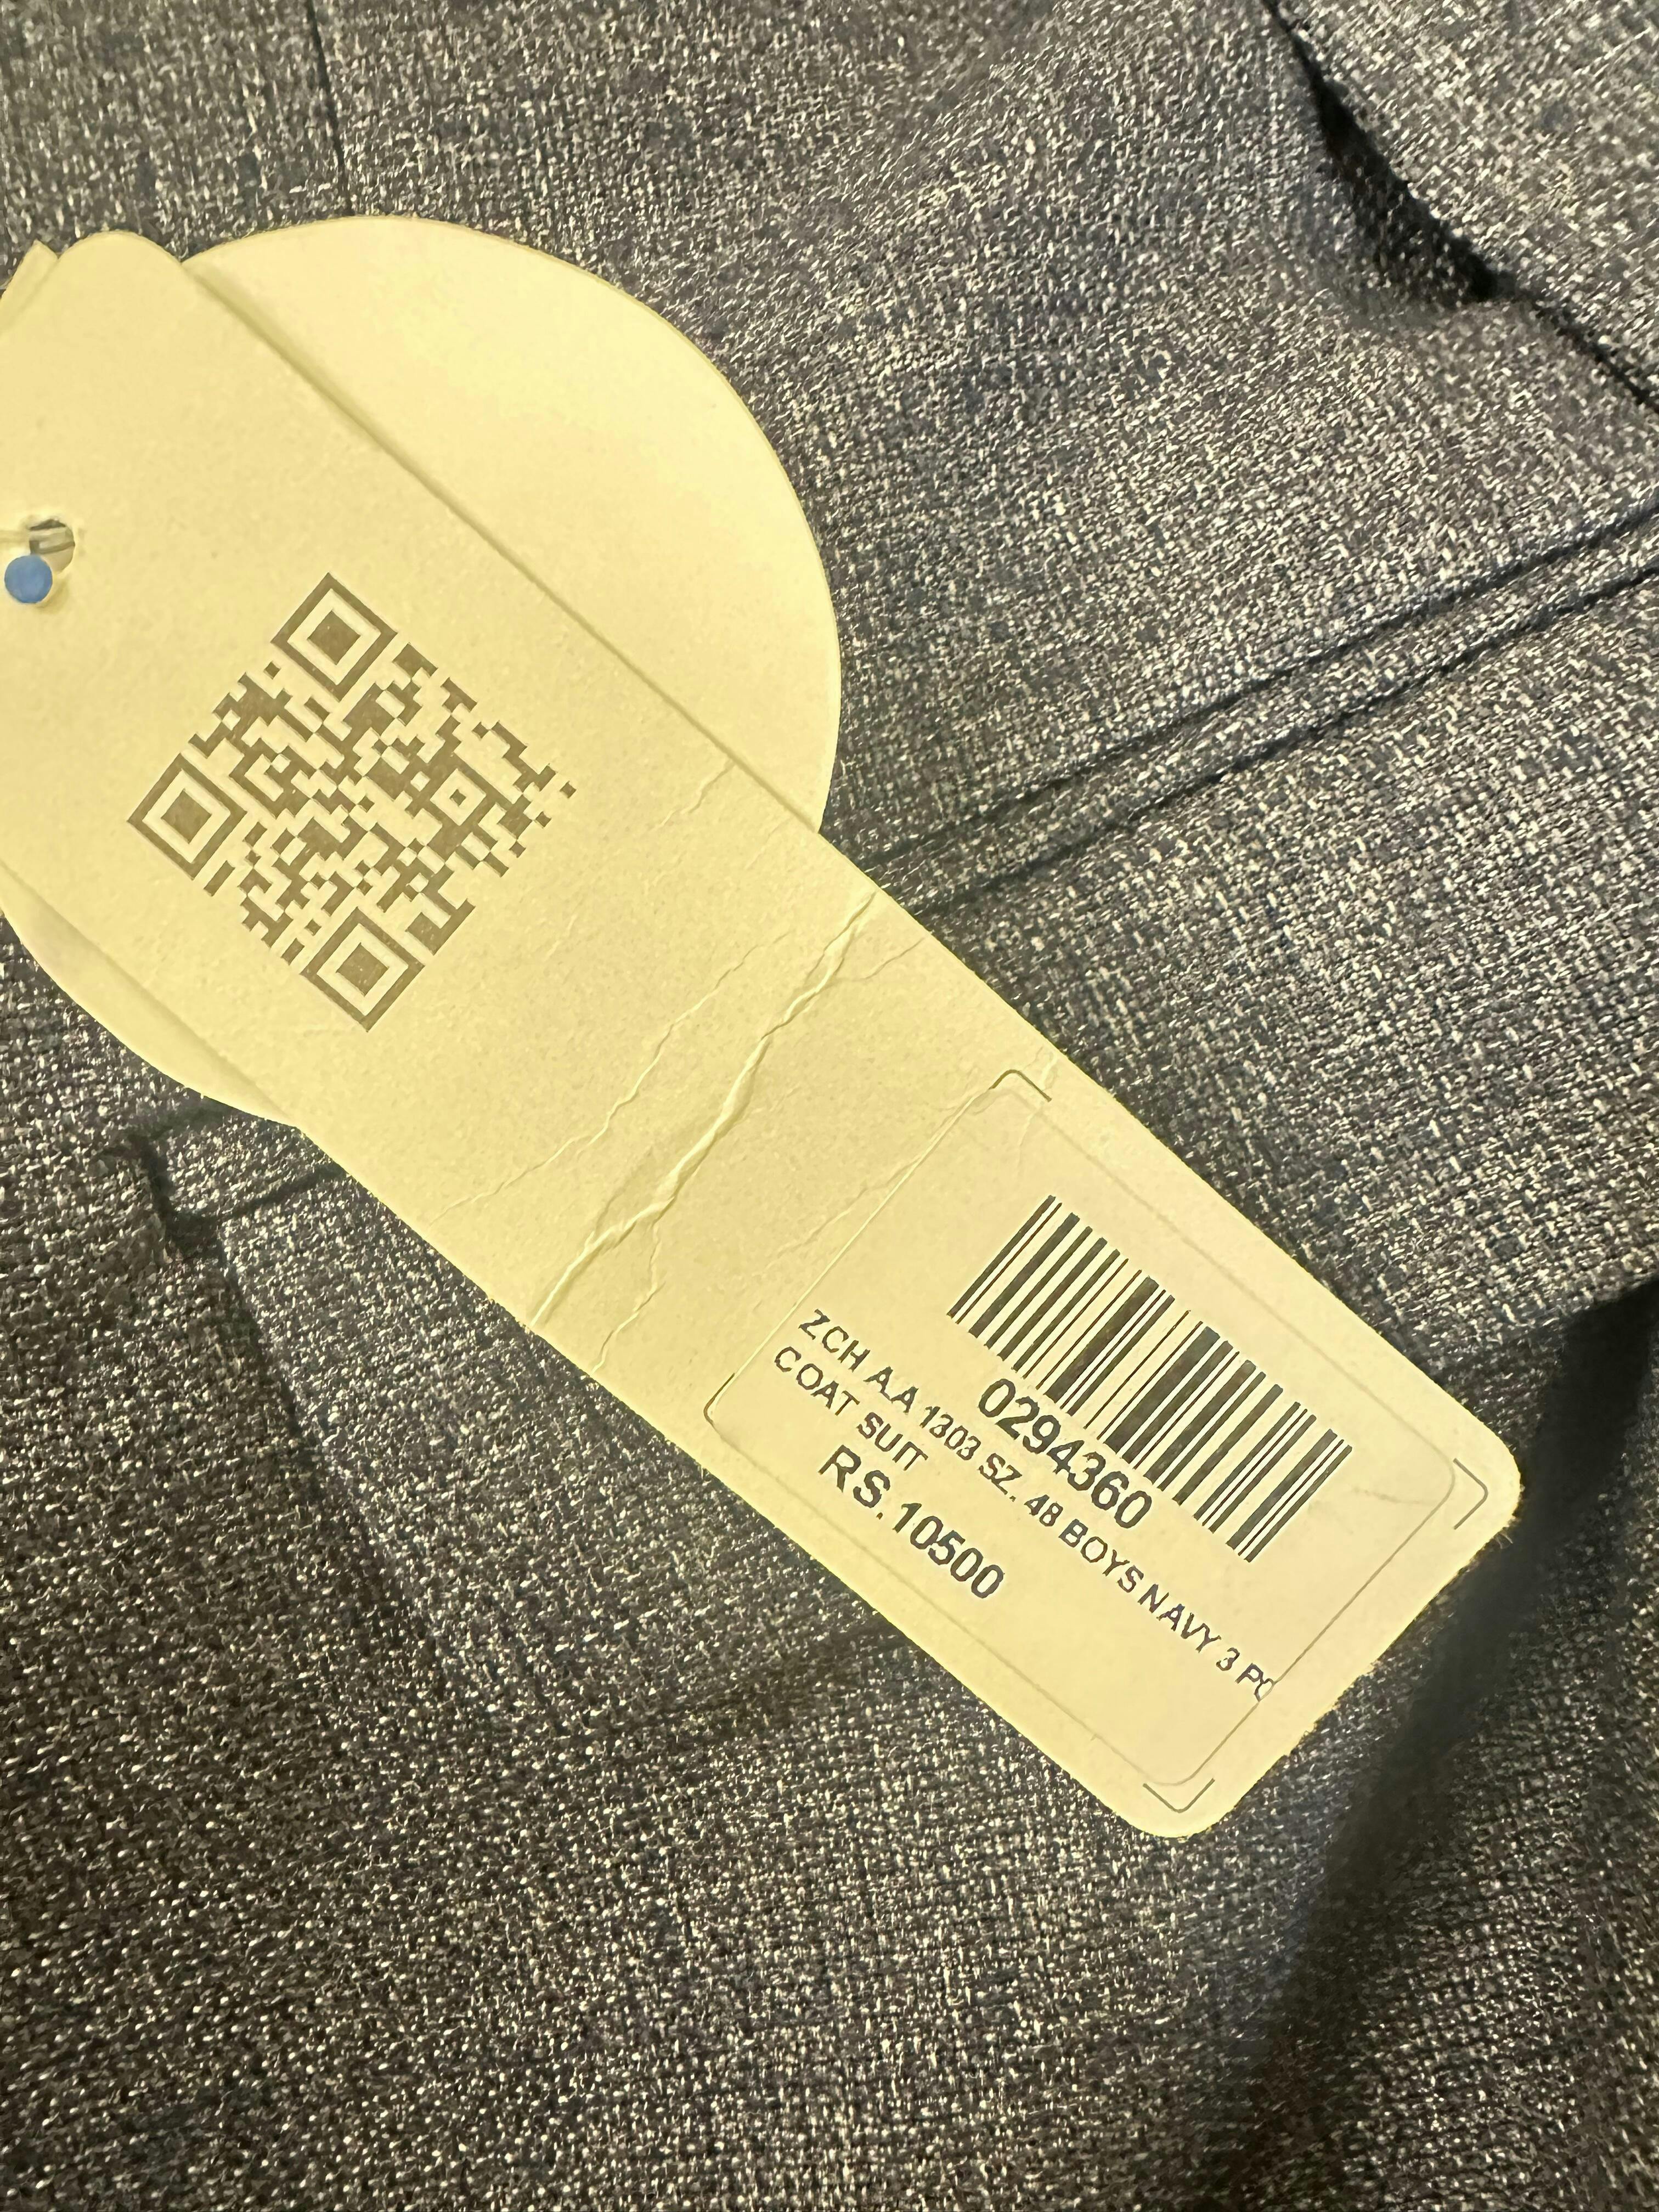 0294360
ZCH A.A 1303 SZ. 48 BOYS NAVY 3 PC
COAT SUIT
RS.10500